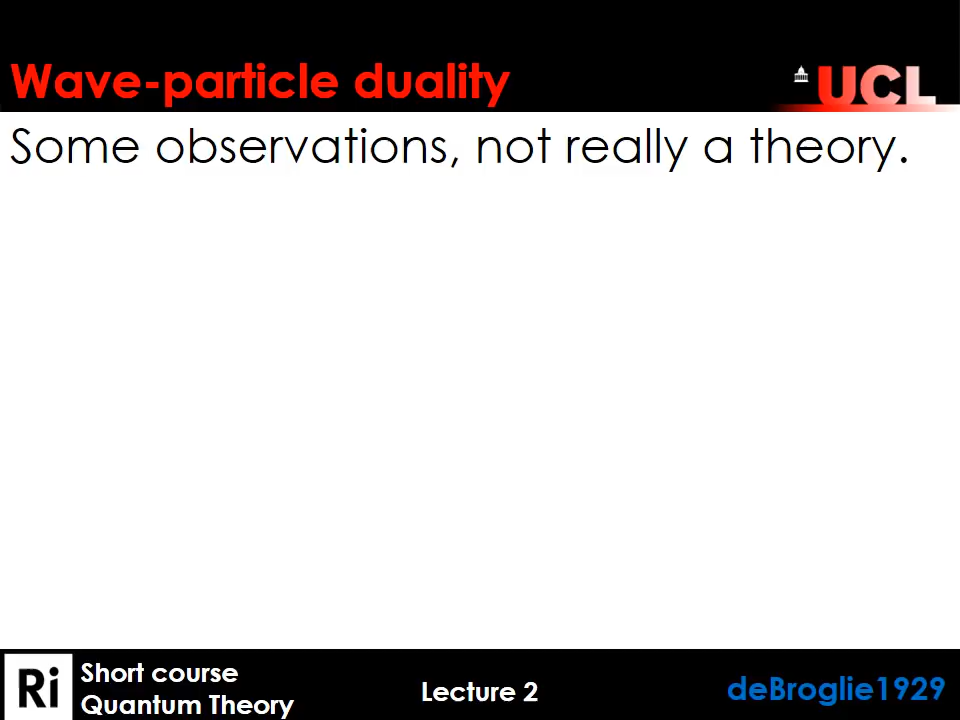 Wave-particle duality
UCL
Some observations, not really a theory.
Ri
Short course
Quantum Theory
Lecture 2
deBroglie1929